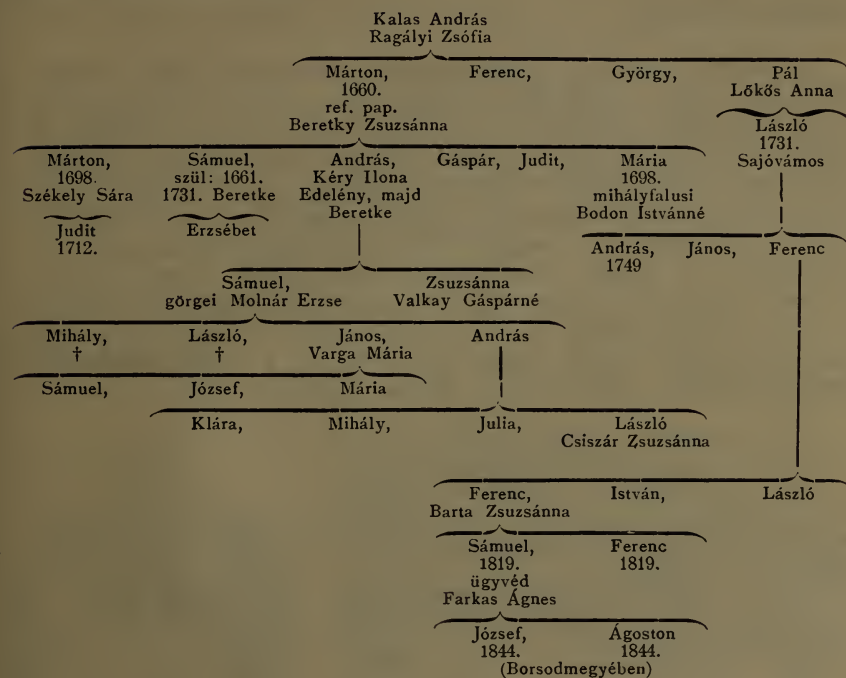 Kalas András
Ragályi Zsófia
Márton, Ferenc, György, Pál
1660. Lőkös Anna
ref. pap.
Beretky Zsuzsánna
László
1731.
Sajóvámos
Márton, Sámuel, András, Gáspár, Judit, Mária
1698. szül: 1661. Kéry Ilona 1698.
Székely Sára 1731. Beretke Edelény, majd mihályfalusi
Beretke Bodon Istvánné
Judit Erzsébet
1712.
András, János, Ferenc
1749
Sámuel, Zsuzsánna
görgei Molnár Erzse Valkay Gáspárné
Mihály, László, János, András
† † Varga Mária
Sámuel, József, Mária
Klára, Mihály, Julia, László
Csiszár Zsuzsánna
Ferenc, István, László
Barta Zsuzsánna
Sámuel, Ferenc
1819. 1819.
ügyvéd
Farkas Ágnes
József, Ágoston
1844. 1844.
(Borsodmegyében)